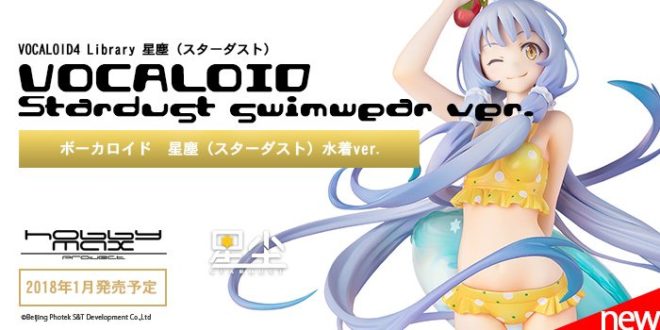 VOCALOID4 Library 星塵（スターダスト）
VOCALOID
Stardust swimwear ver.
ボーカロイド　星塵（スターダスト）水着ver.
hobby
max
PROJECT
星尘
STARDUST
2018年1月発売予定
©Beijing Photek S&T Development Co.,Ltd
new